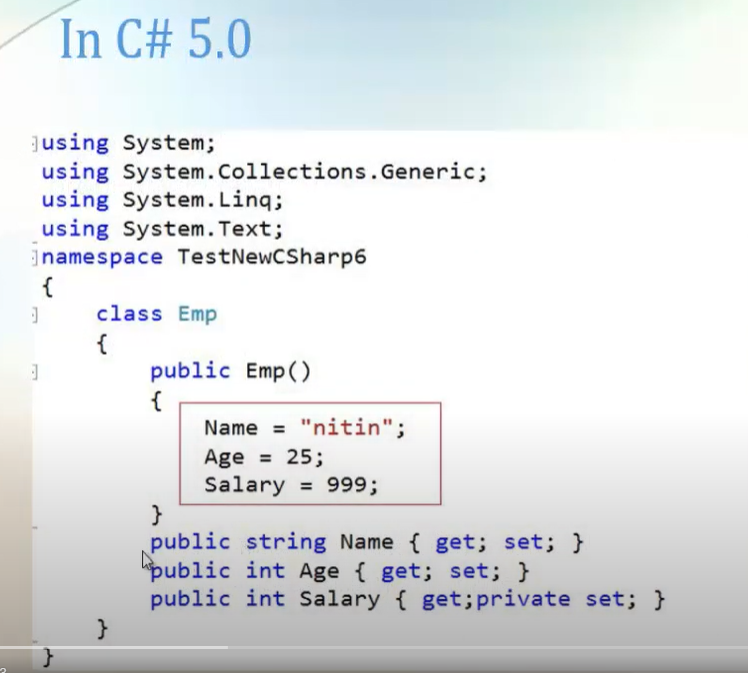 In C# 5.0
using System;
using System.Collections.Generic;
using System.Linq;
using System.Text;
namespace TestNewCSharp6
{
class Emp
{
public Emp()
{
Name = "nitin";
Age = 25;
Salary = 999;
}
public string Name { get; set; }
public int Age { get; set; }
public int Salary { get;private set; }
}
}